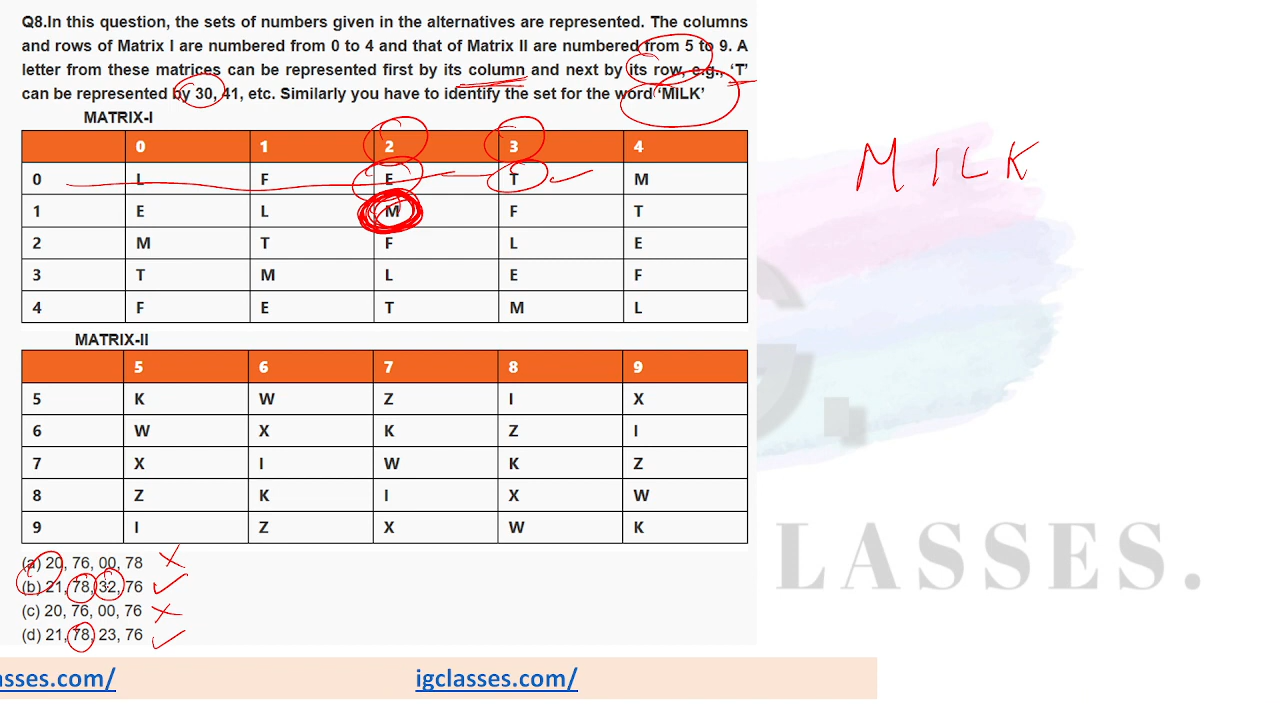 Q8.In this question, the sets of numbers given in the alternatives are represented. The columns
and rows of Matrix I are numbered from 0 to 4 and that of Matrix II are numbered from 5 to 9. A
letter from these matrices can be represented first by its column and next by its row, e.g., ‘T’
can be represented by 30, 41, etc. Similarly you have to identify the set for the word ‘MILK’
MATRIX-I
0 1 2 3 4
0 L F E T M
1 E L M F T
2 M T F L E
3 T M L E F
4 F E T M L
MATRIX-II
5 6 7 8 9
5 K W Z I X
6 W X K Z I
7 X I W K Z
8 Z K I X W
9 I Z X W K
(a) 20, 76, 00, 78
(b) 21, 78, 32, 76
(c) 20, 76, 00, 76
(d) 21, 78, 23, 76
MILK
LASSES.
asses.com/
igclasses.com/